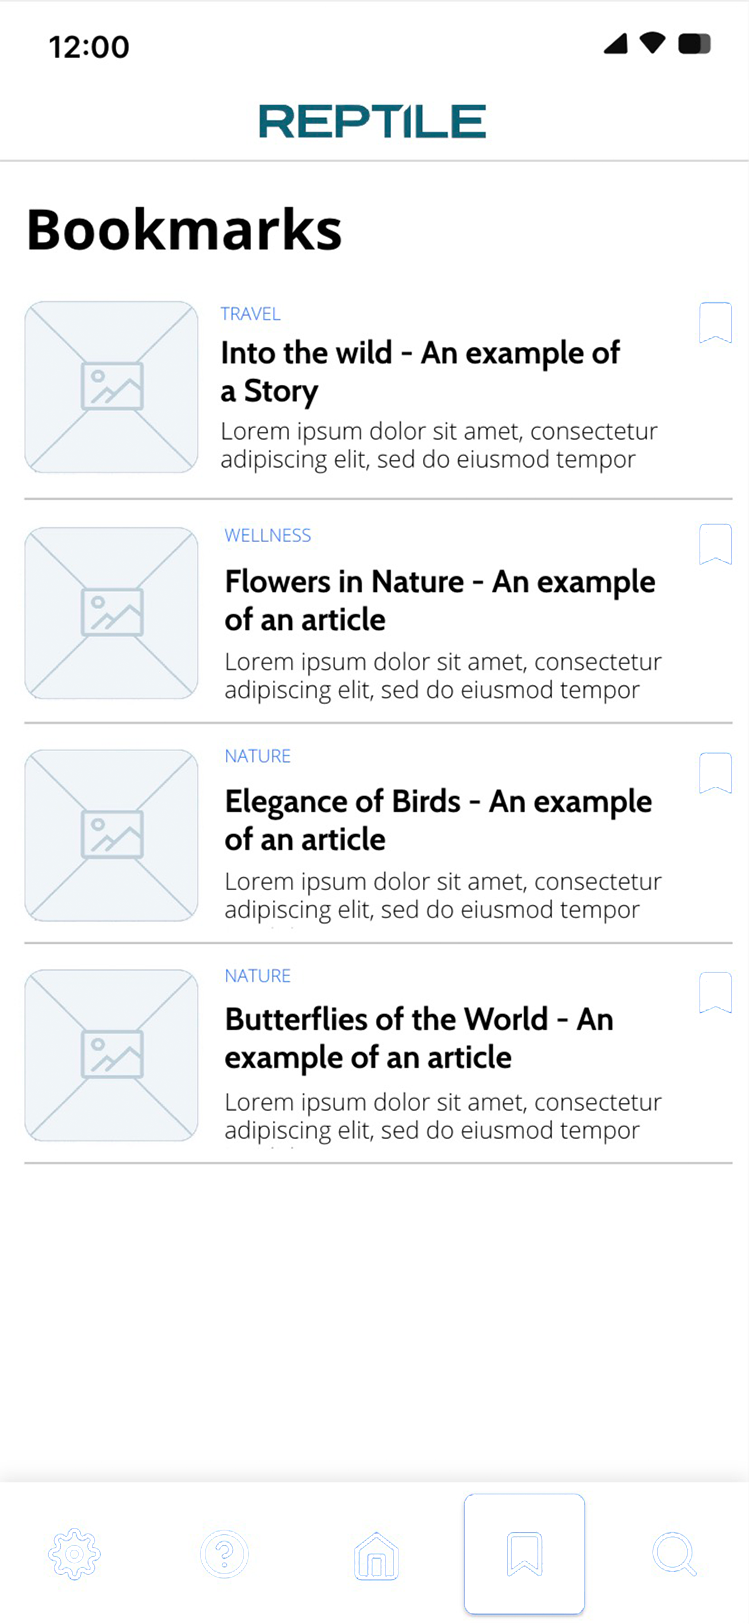 12:00
REPTILE
Bookmarks
TRAVEL
Into the wild - An example of
a Story
Lorem ipsum dolor sit amet, consectetur
adipiscing elit, sed do eiusmod tempor
WELLNESS
Flowers in Nature - An example
of an article
Lorem ipsum dolor sit amet, consectetur
adipiscing elit, sed do eiusmod tempor
NATURE
Elegance of Birds - An example
of an article
Lorem ipsum dolor sit amet, consectetur
adipiscing elit, sed do eiusmod tempor
NATURE
Butterflies of the World - An
example of an article
Lorem ipsum dolor sit amet, consectetur
adipiscing elit, sed do eiusmod tempor
?